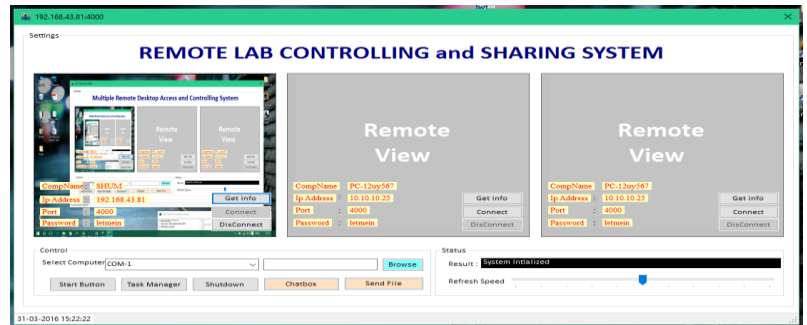 192.168.43.81:4000
Settings
REMOTE LAB CONTROLLING and SHARING SYSTEM
Multiple Remote Desktop Access and Controlling System
Remote View
Remote View
Remote
View
Remote
View
CompName : SHUM
Ip Address : 192.168.43.81
Port : 4000
Password : letmein
Get Info
Connect
DisConnect
CompName : PC-12uy567
Ip Address : 10.10.10.25
Port : 4000
Password : letmein
Get Info
Connect
DisConnect
CompName : PC-12uy567
Ip Address : 10.10.10.25
Port : 4000
Password : letmein
Get Info
Connect
DisConnect
Control
Select Computer COM-1
Browse
Start Button
Task Manager
Shutdown
Chatbox
Send File
Status
Result : System Intialized
Refresh Speed
31-03-2016 15:22:22